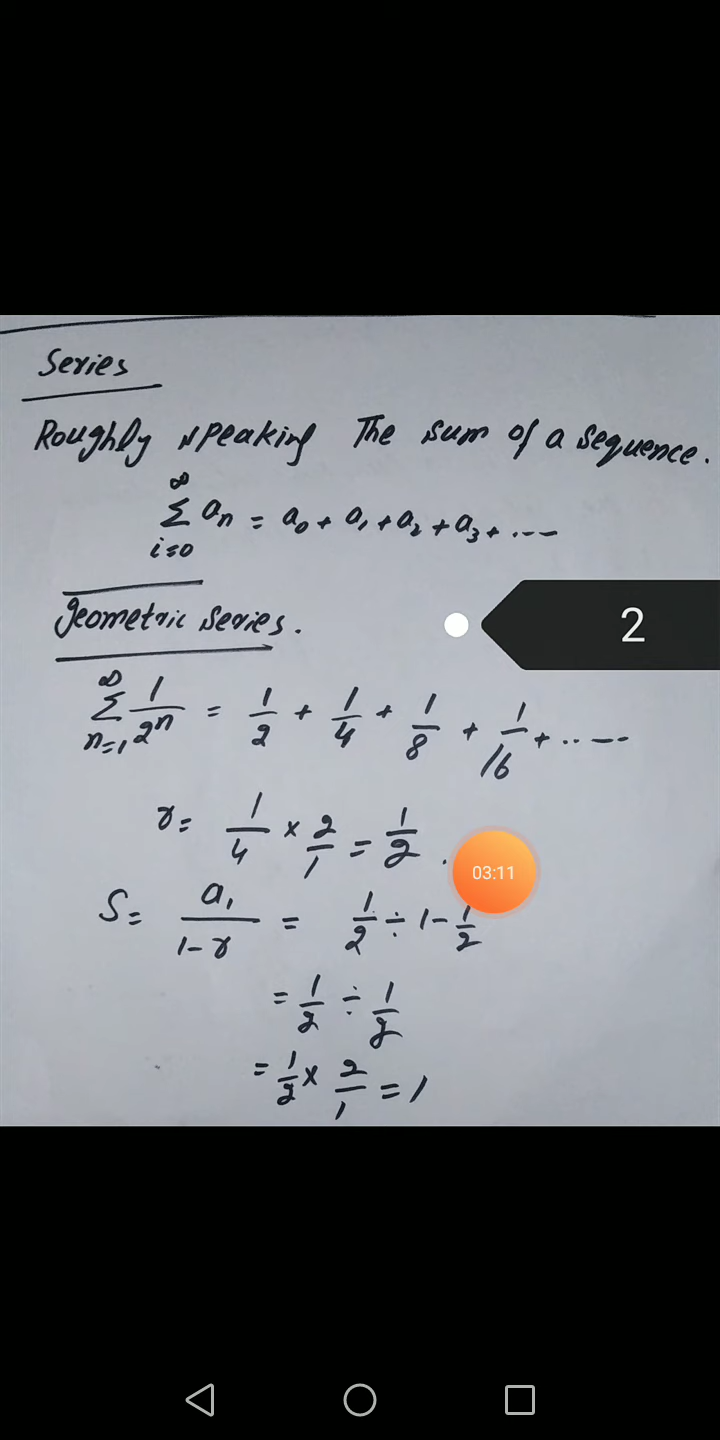 Series
Roughly speaking The sum of a sequence.
∞
Σ aₙ = a₀ + a₁ + a₂ + a₃ + ....
i=0
Geometric series.
2
∞
Σ 1/2ⁿ = 1/2 + 1/4 + 1/8 + 1/16 + .....
n=1
r = 1/4 × 2/1 = 1/2 .
03:11
S = a₁/1-r = 1/2 ÷ 1 - 1/2
= 1/2 ÷ 1/2
= 1/2 × 2/1 = 1